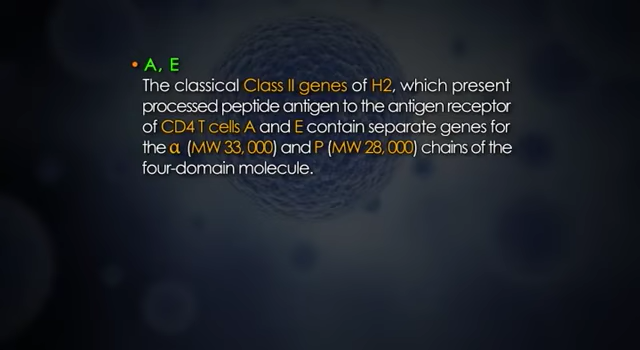 • A, E
The classical Class II genes of H2, which present
processed peptide antigen to the antigen receptor
of CD4 T cells A and E contain separate genes for
the α (MW 33, 000) and P (MW 28, 000) chains of the
four-domain molecule.